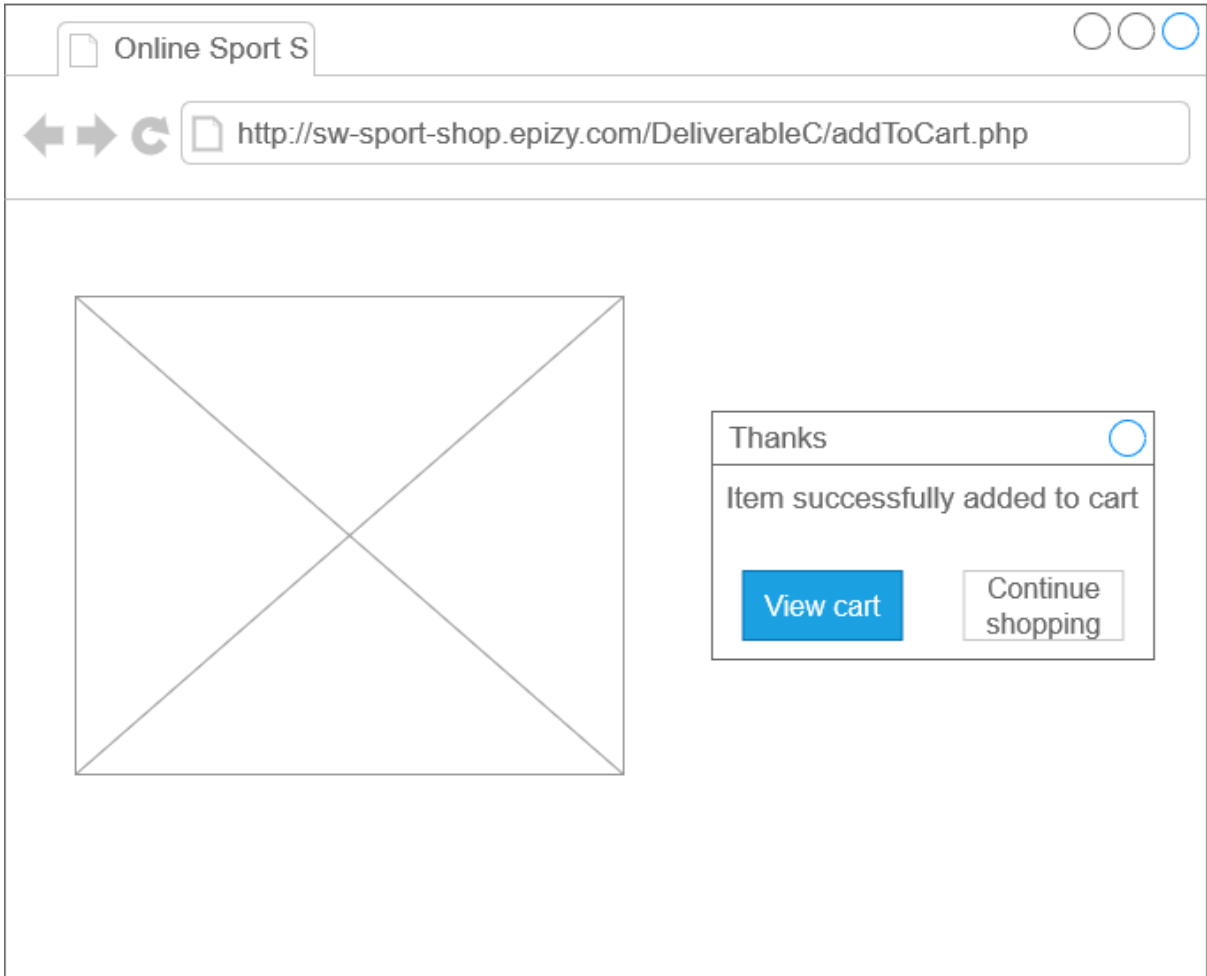 Online Sport S
http://sw-sport-shop.epizy.com/DeliverableC/addToCart.php
Thanks
Item successfully added to cart
View cart
Continue
shopping